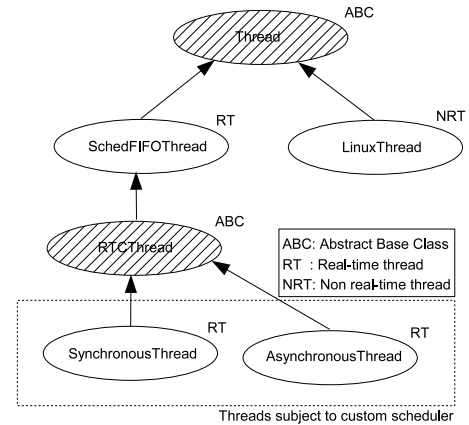 ABC
Thread
RT
NRT
SchedFIFOThread
LinuxThread
ABC
RTCThread
ABC: Abstract Base Class
RT : Real-time thread
NRT: Non real-time thread
RT
RT
SynchronousThread
AsynchronousThread
Threads subject to custom scheduler